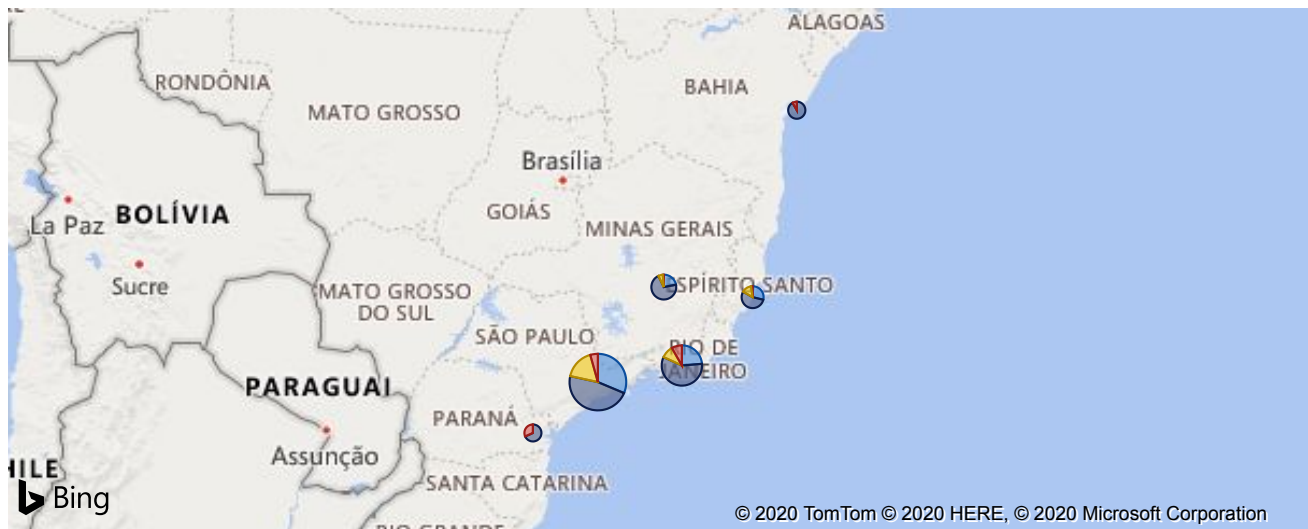 ALAGOAS
RONDÔNIA
BAHIA
MATO GROSSO
Brasília
La Paz
BOLÍVIA
GOIÁS
MINAS GERAIS
Sucre
MATO GROSSO
DO SUL
ESPÍRITO SANTO
SÃO PAULO
RIO DE
JANEIRO
PARAGUAI
PARANÁ
Assunção
HILE
SANTA CATARINA
Bing
© 2020 TomTom © 2020 HERE, © 2020 Microsoft Corporation
RIO GRANDE